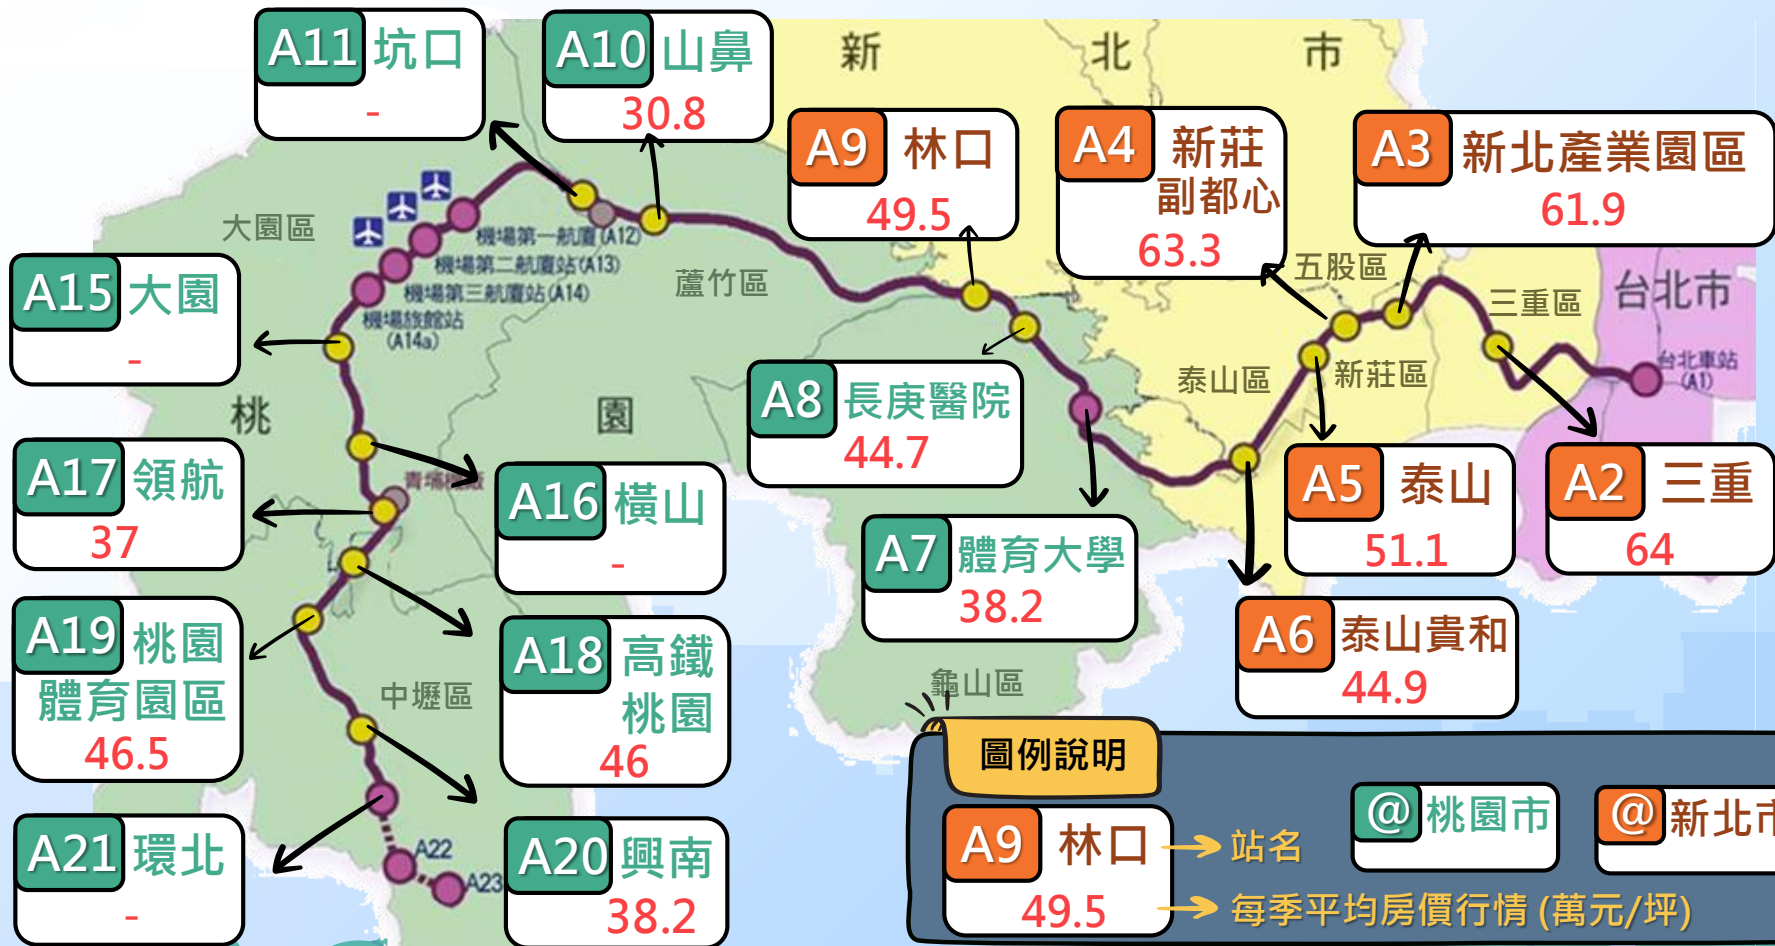 新北市
A11 坑口
-
A10 山鼻
30.8
A9 林口
49.5
A4 新莊
副都心
63.3
A3 新北產業園區
61.9
大園區
機場第一航廈(A12)
機場第二航廈站(A13)
機場第三航廈站(A14)
機場旅館站
(A14a)
蘆竹區
五股區
三重區
台北市
台北車站
(A1)
A15 大園
-
泰山區
新莊區
A8 長庚醫院
44.7
桃園
A17 領航
37
青埔機廠
A16 橫山
-
A5 泰山
51.1
A2 三重
64
A7 體育大學
38.2
A19 桃園
體育園區
46.5
A18 高鐵
桃園
46
A6 泰山貴和
44.9
中壢區
龜山區
A21 環北
-
A22
A23
A20 興南
38.2
圖例說明
A9 林口
49.5
站名
每季平均房價行情 (萬元/坪)
@ 桃園市
@ 新北市